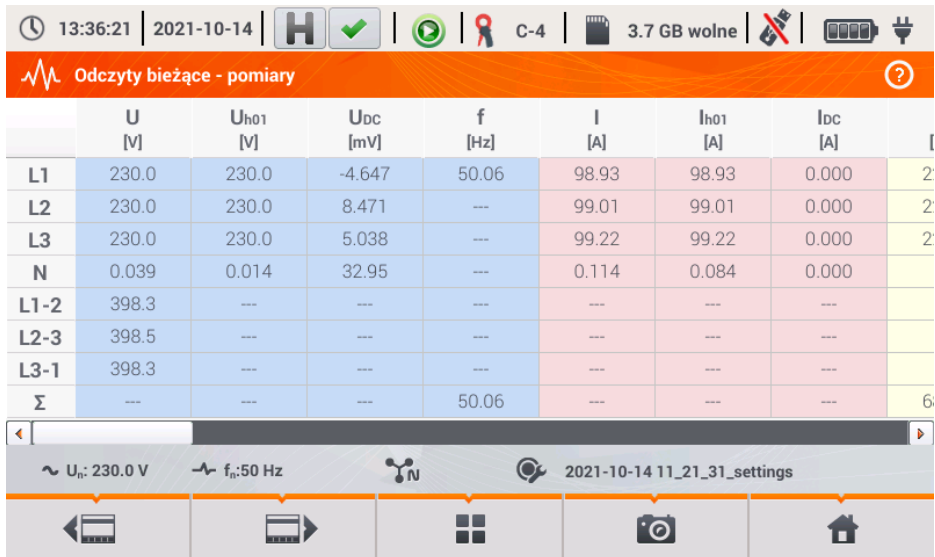 13:36:21 2021-10-14 H C-4 3.7 GB wolne
Odczyty bieżące - pomiary ?
U Uh01 UDC f I Ih01 IDC
[V] [V] [mV] [Hz] [A] [A] [A] [
L1 230.0 230.0 -4.647 50.06 98.93 98.93 0.000 2
L2 230.0 230.0 8.471 --- 99.01 99.01 0.000 2
L3 230.0 230.0 5.038 --- 99.22 99.22 0.000 2
N 0.039 0.014 32.95 --- 0.114 0.084 0.000
L1-2 398.3 --- --- --- --- --- ---
L2-3 398.5 --- --- --- --- --- ---
L3-1 398.3 --- --- --- --- --- ---
Σ --- --- --- 50.06 --- --- --- 6
Un: 230.0 V fn:50 Hz N 2021-10-14 11_21_31_settings